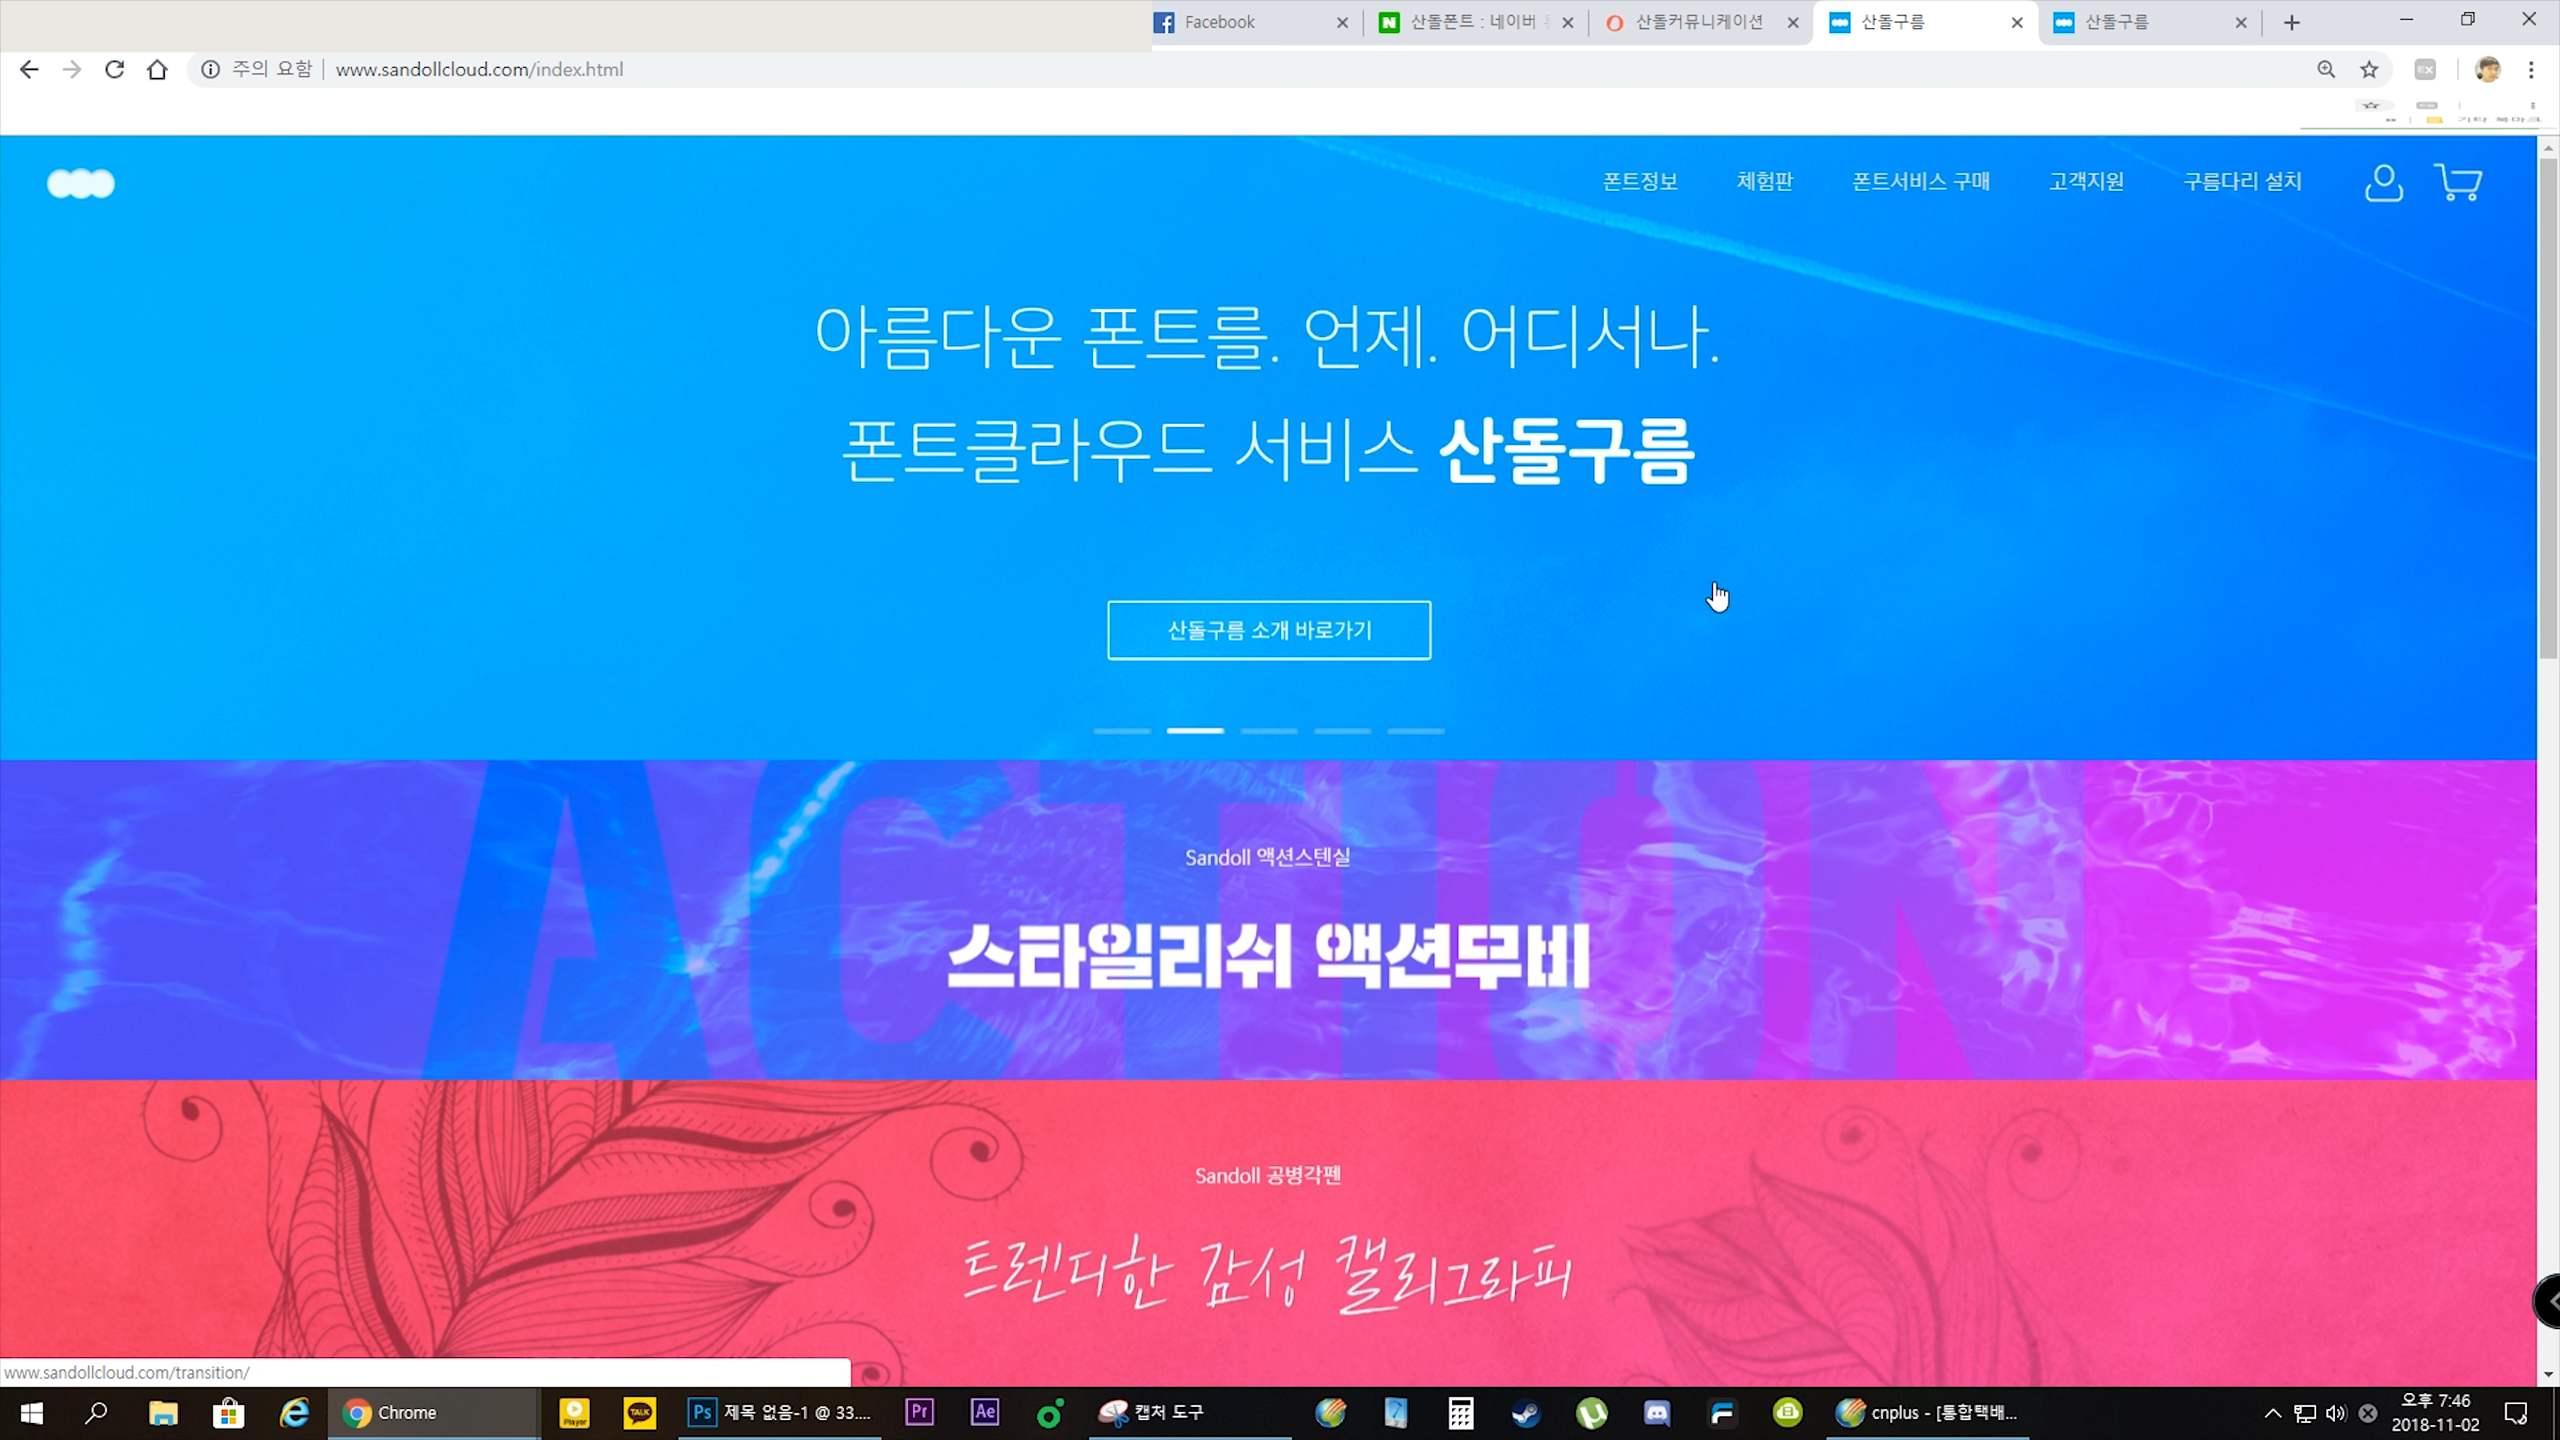 Facebook
산돌폰트 : 네이버
산돌커뮤니케이션
산돌구름
산돌구름
주의 요함
www.sandollcloud.com/index.html
폰트정보
체험판
폰트서비스 구매
고객지원
구름다리 설치
아름다운 폰트를. 언제. 어디서나.
폰트클라우드 서비스 산돌구름
산돌구름 소개 바로가기
ACTION
Sandoll 액션스텐실
스타일리쉬 액션무비
Sandoll 공병각펜
트렌디한 감성 캘리그라피
www.sandollcloud.com/transition/
Chrome
Player
TALK
Ps
제목 없음-1 @ 33....
Pr
Ae
캡처 도구
cnplus - [통합택배...
오후 7:46
2018-11-02